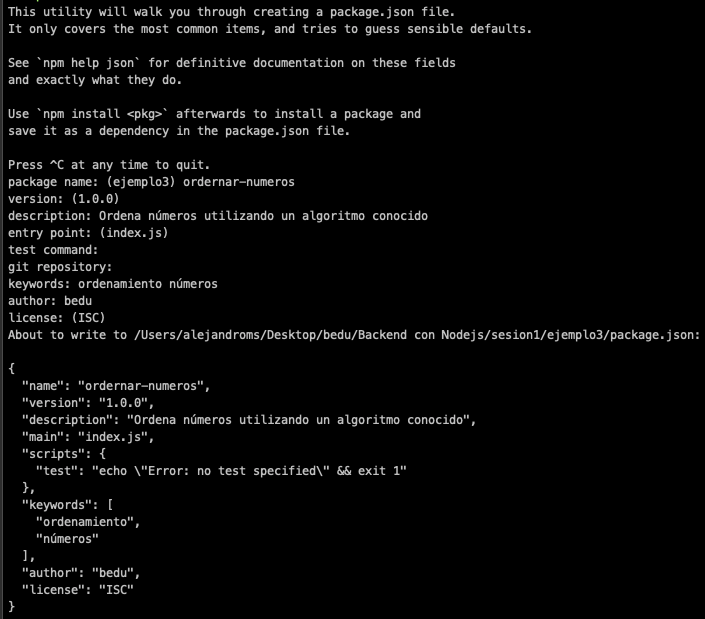 This utility will walk you through creating a package.json file.
It only covers the most common items, and tries to guess sensible defaults.
See `npm help json` for definitive documentation on these fields
and exactly what they do.
Use `npm install <pkg>` afterwards to install a package and
save it as a dependency in the package.json file.
Press ^C at any time to quit.
package name: (ejemplo3) ordernar-numeros
version: (1.0.0)
description: Ordena números utilizando un algoritmo conocido
entry point: (index.js)
test command:
git repository:
keywords: ordenamiento números
author: bedu
license: (ISC)
About to write to /Users/alejandroms/Desktop/bedu/Backend con Nodejs/sesion1/ejemplo3/package.json:
{
  "name": "ordernar-numeros",
  "version": "1.0.0",
  "description": "Ordena números utilizando un algoritmo conocido",
  "main": "index.js",
  "scripts": {
    "test": "echo \"Error: no test specified\" && exit 1"
  },
  "keywords": [
    "ordenamiento",
    "números"
  ],
  "author": "bedu",
  "license": "ISC"
}